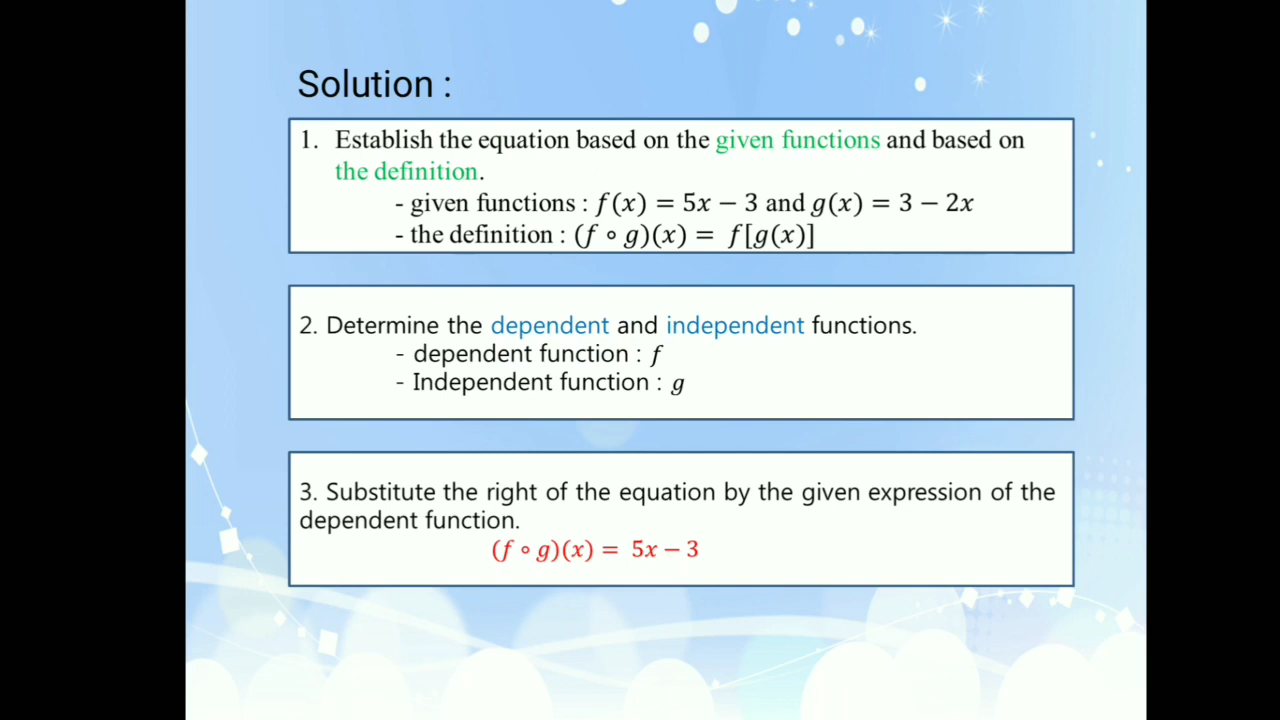 Solution :
1. Establish the equation based on the given functions and based on
the definition.
- given functions : f(x) = 5x − 3 and g(x) = 3 − 2x
- the definition : (f ∘ g)(x) = f[g(x)]
2. Determine the dependent and independent functions.
- dependent function : f
- Independent function : g
3. Substitute the right of the equation by the given expression of the
dependent function.
(f ∘ g)(x) = 5x − 3